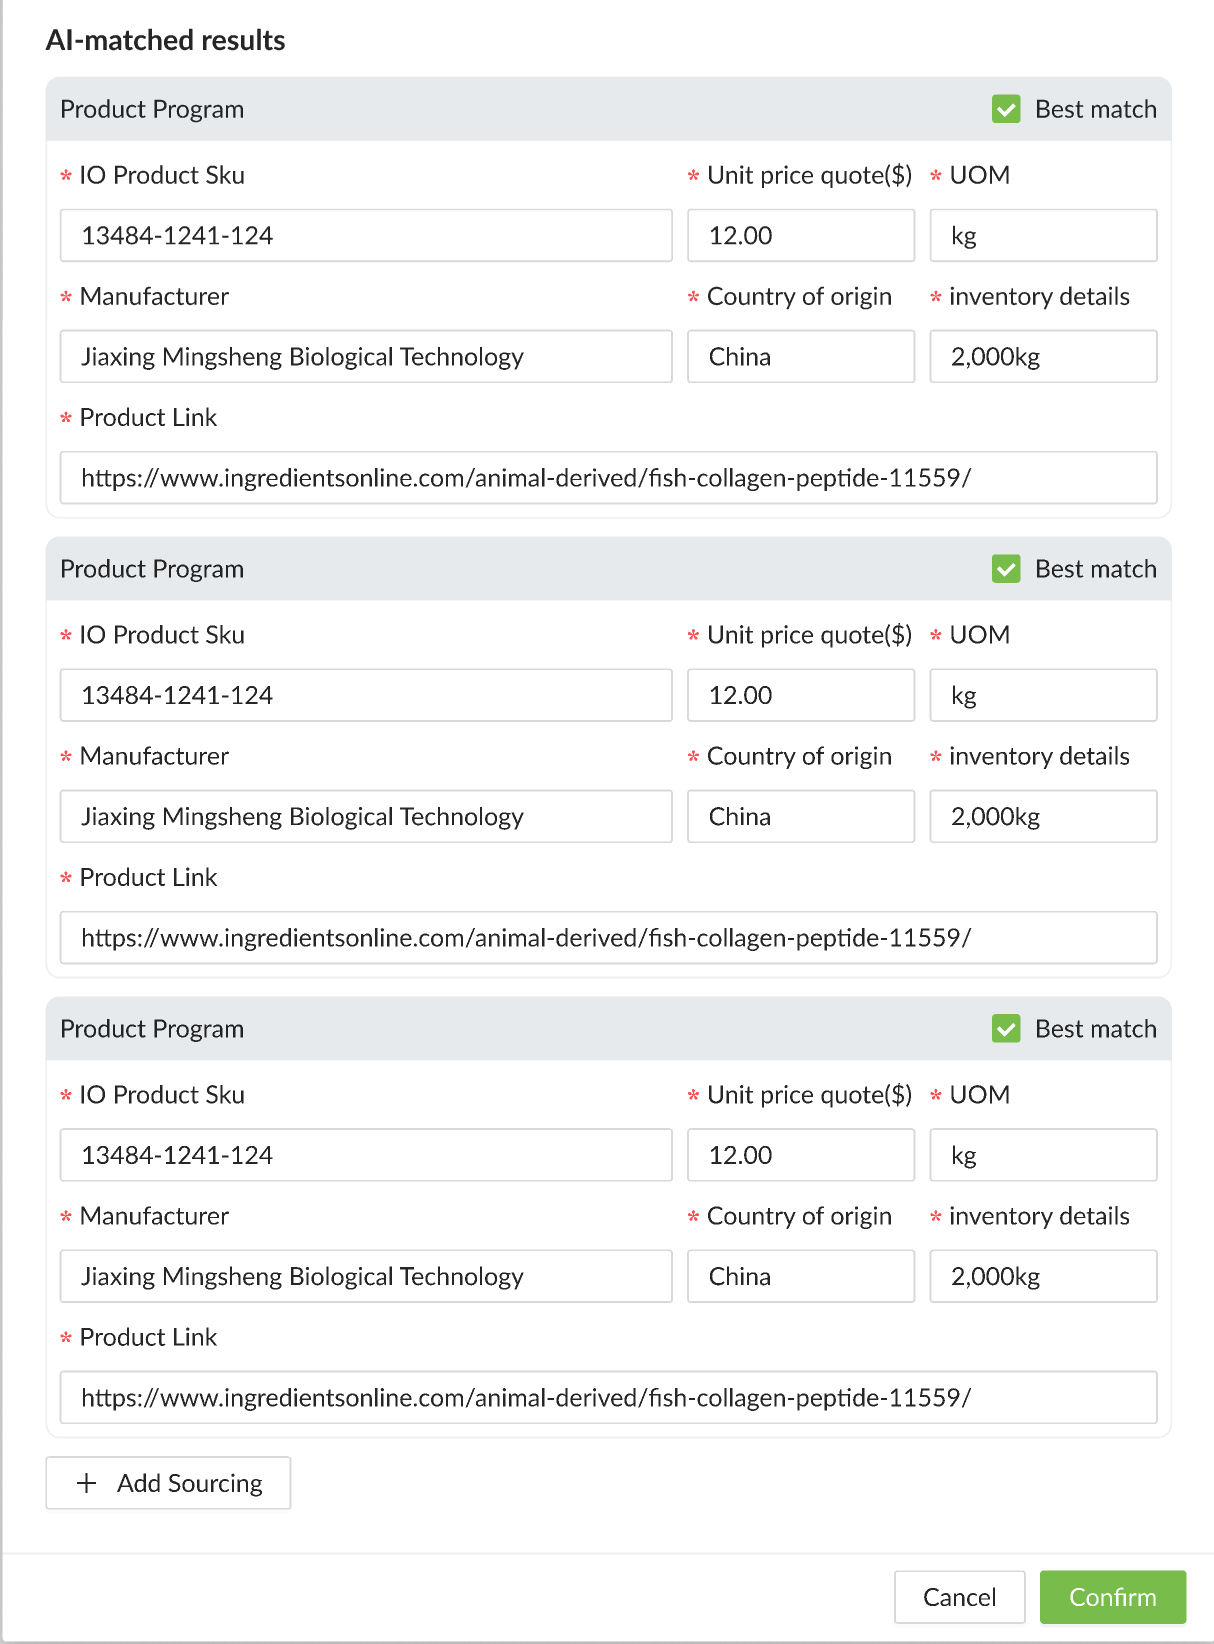 AI-matched results
Product Program Best match
* IO Product Sku * Unit price quote($) * UOM
13484-1241-124 12.00 kg
* Manufacturer * Country of origin * inventory details
Jiaxing Mingsheng Biological Technology China 2,000kg
* Product Link
https://www.ingredientsonline.com/animal-derived/fish-collagen-peptide-11559/
Product Program Best match
* IO Product Sku * Unit price quote($) * UOM
13484-1241-124 12.00 kg
* Manufacturer * Country of origin * inventory details
Jiaxing Mingsheng Biological Technology China 2,000kg
* Product Link
https://www.ingredientsonline.com/animal-derived/fish-collagen-peptide-11559/
Product Program Best match
* IO Product Sku * Unit price quote($) * UOM
13484-1241-124 12.00 kg
* Manufacturer * Country of origin * inventory details
Jiaxing Mingsheng Biological Technology China 2,000kg
* Product Link
https://www.ingredientsonline.com/animal-derived/fish-collagen-peptide-11559/
+ Add Sourcing
Cancel Confirm